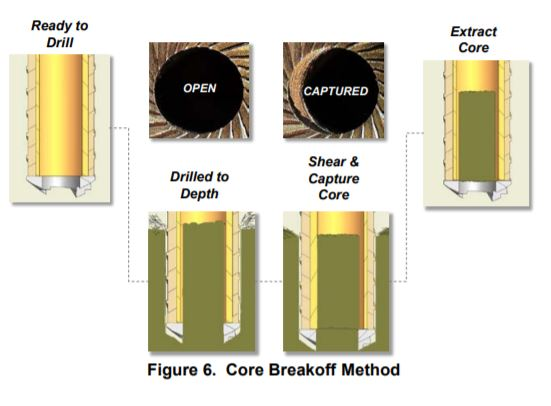 Ready to
Drill
OPEN
CAPTURED
Extract
Core
Drilled to
Depth
Shear &
Capture
Core
Figure 6. Core Breakoff Method